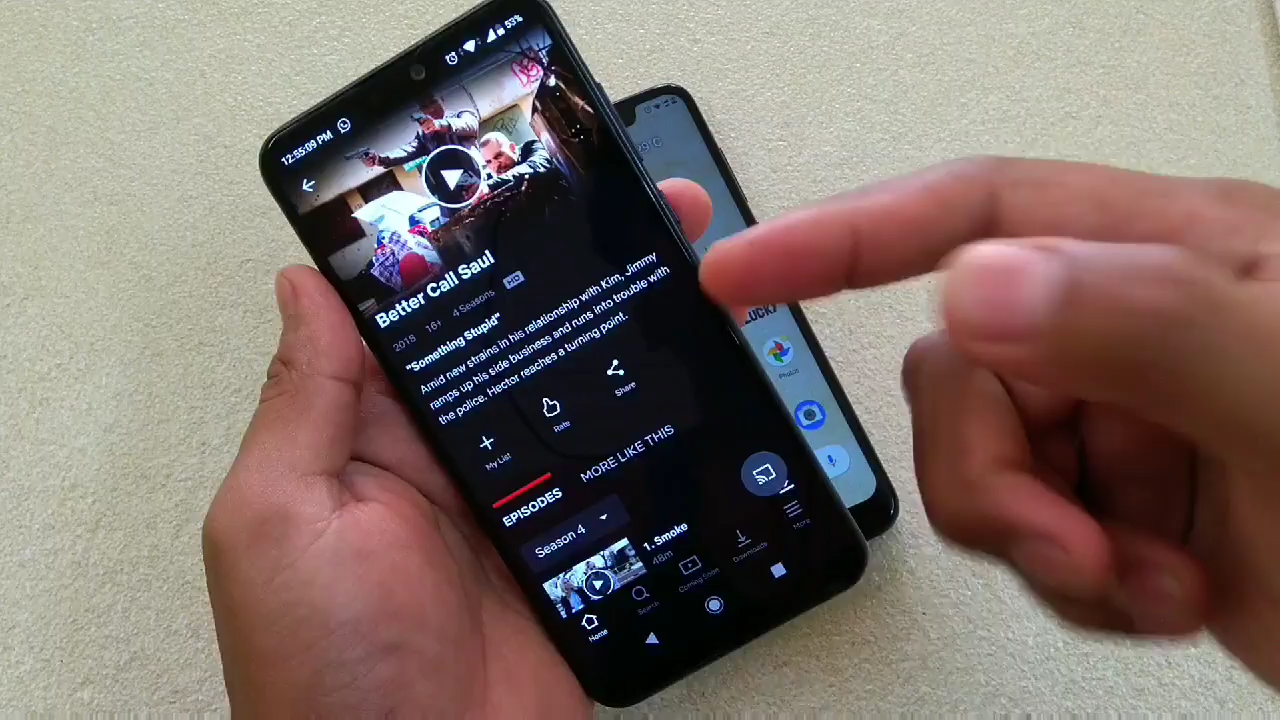 12:55:09 PM
53%
Better Call Saul
2018 16+ 4 Seasons HD
"Something Stupid"
Amid new strains in his relationship with Kim, Jimmy
ramps up his side business and runs into trouble with
the police. Hector reaches a turning point.
My List
Rate
Share
EPISODES
MORE LIKE THIS
Season 4
1. Smoke
48m
Home
Search
Coming Soon
Downloads
More